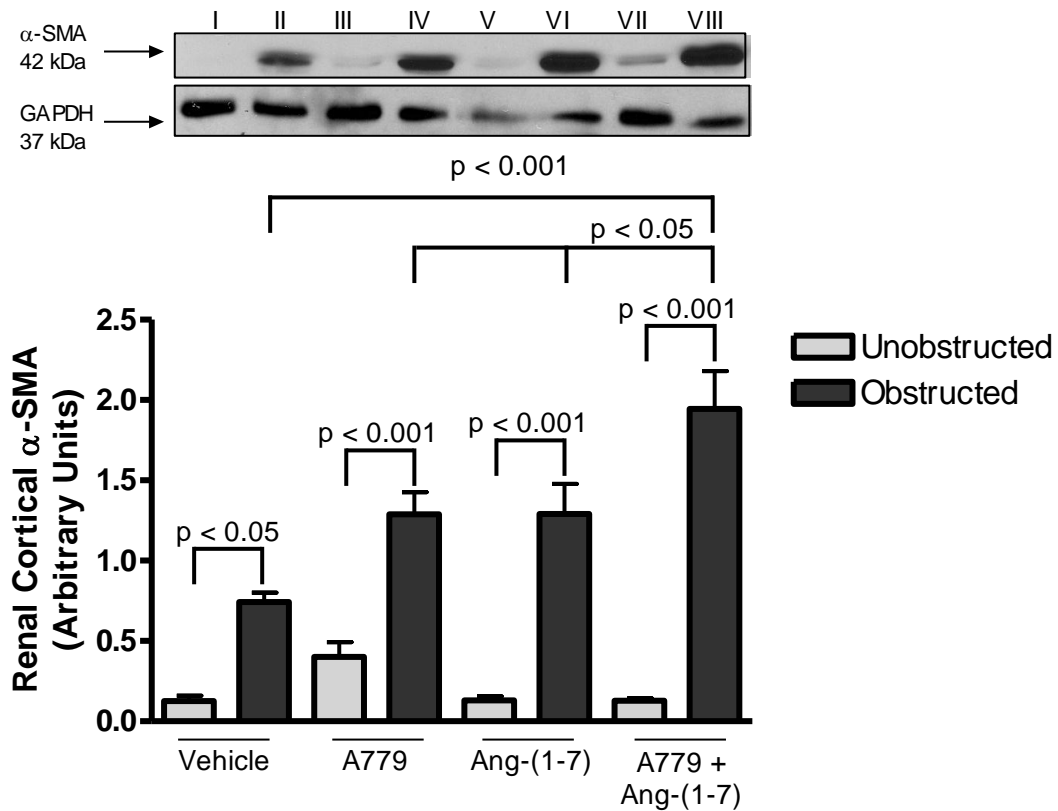 I II III IV V VI VII VIII
α-SMA
42 kDa
GAPDH
37 kDa
p < 0.001
p < 0.05
p < 0.001
p < 0.001
p < 0.001
p < 0.05
Unobstructed
Obstructed
Renal Cortical α-SMA
(Arbitrary Units)
2.5
2.0
1.5
1.0
0.5
0.0
Vehicle
A779
Ang-(1-7)
A779 +
Ang-(1-7)